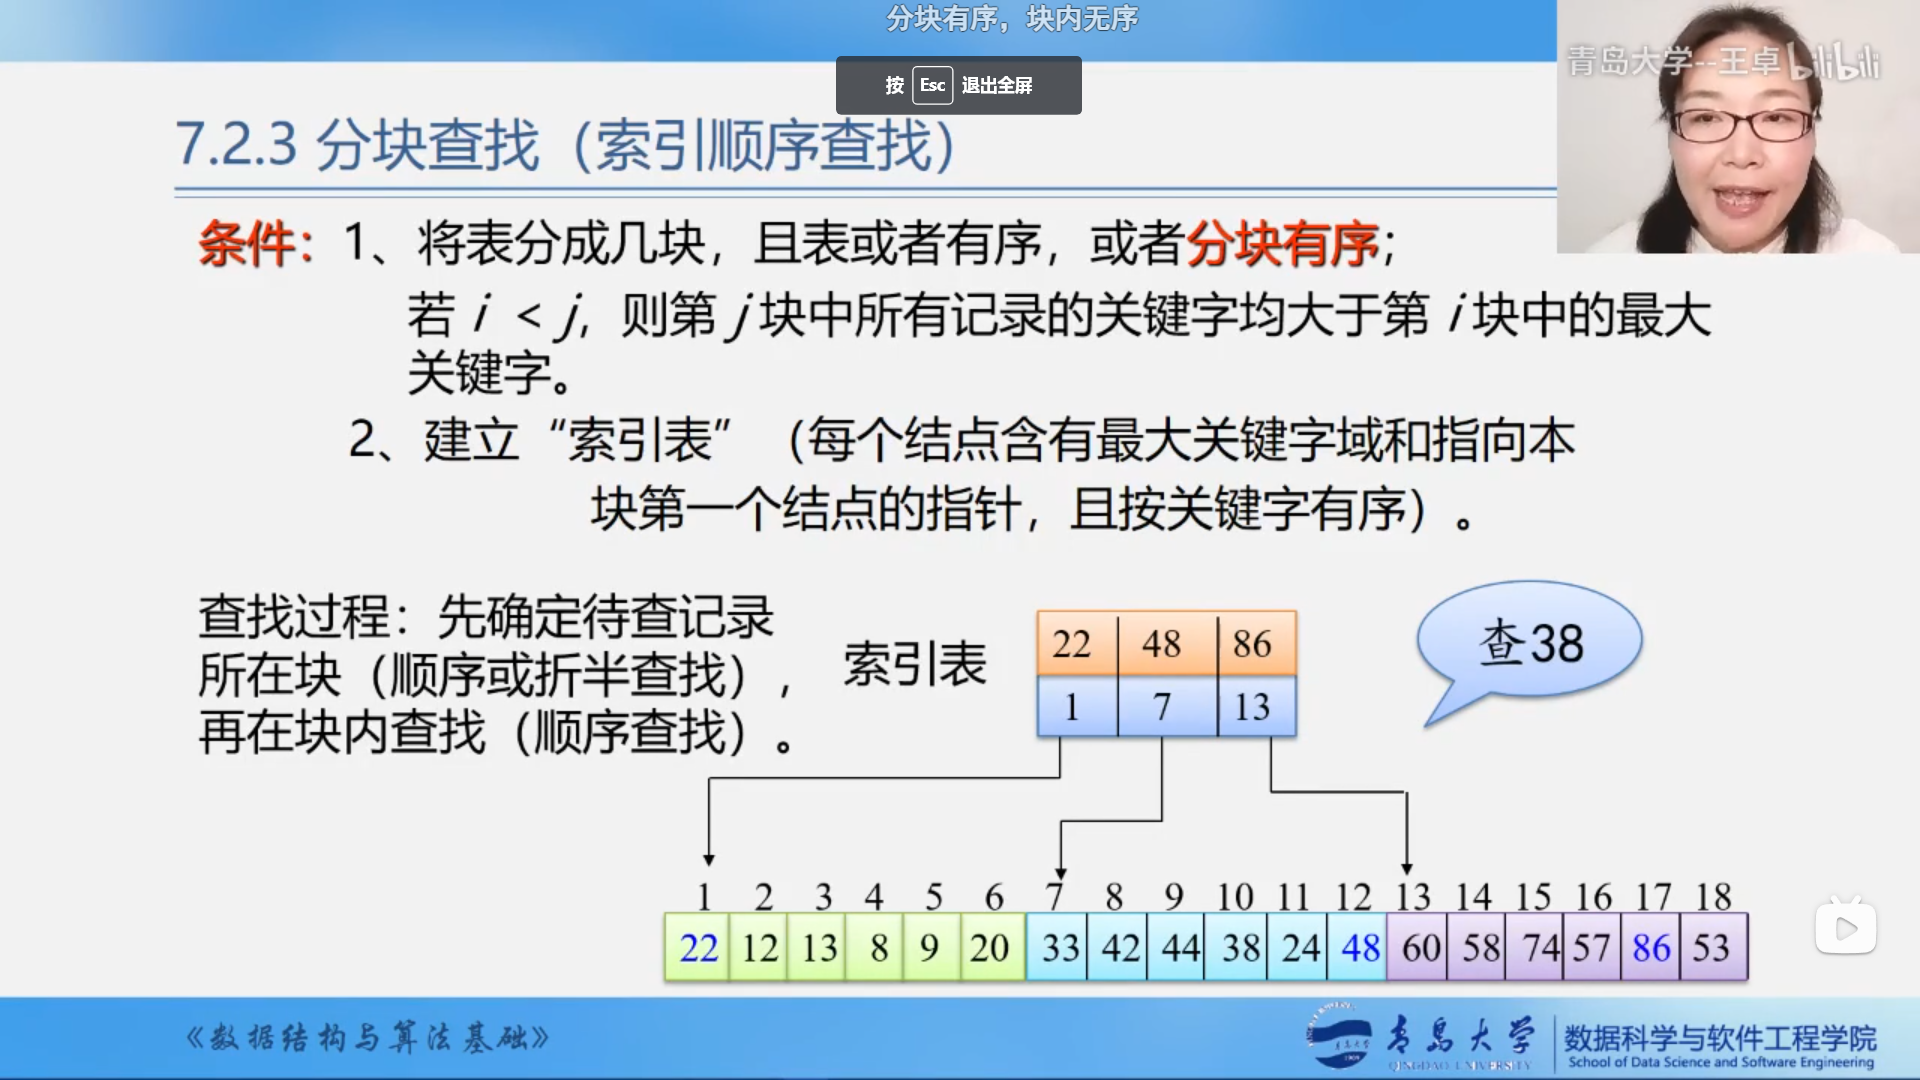 分块有序，块内无序
按 Esc 退出全屏
青岛大学--王卓 bilibili
7.2.3 分块查找（索引顺序查找）
条件：1、将表分成几块，且表或者有序，或者分块有序；
若 i < j，则第 j 块中所有记录的关键字均大于第 i 块中的最大
关键字。
2、建立“索引表”（每个结点含有最大关键字域和指向本
块第一个结点的指针，且按关键字有序）。
查找过程：先确定待查记录
所在块（顺序或折半查找），
再在块内查找（顺序查找）。
索引表
22 48 86
1 7 13
查38
1 2 3 4 5 6 7 8 9 10 11 12 13 14 15 16 17 18
22 12 13 8 9 20 33 42 44 38 24 48 60 58 74 57 86 53
《数据结构与算法基础》
青岛大学
QINGDAO UNIVERSITY
数据科学与软件工程学院
School of Data Science and Software Engineering